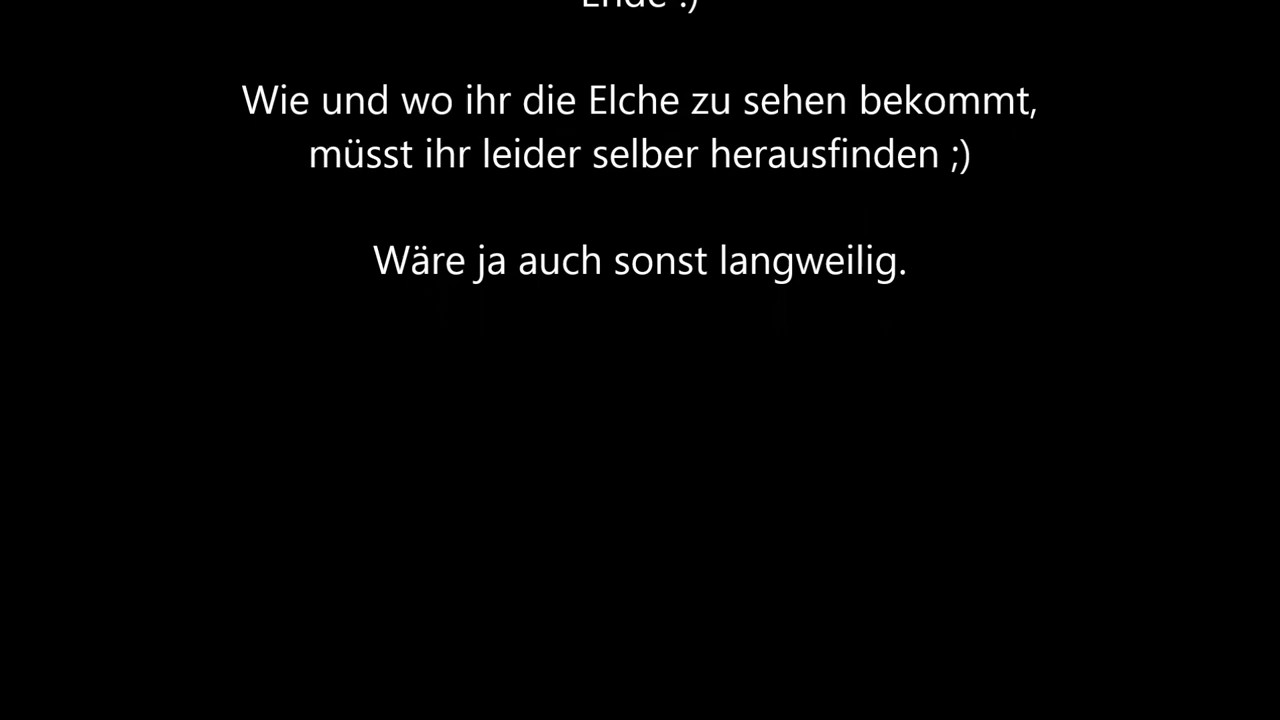 Ende :)
Wie und wo ihr die Elche zu sehen bekommt,
müsst ihr leider selber herausfinden ;)
Wäre ja auch sonst langweilig.